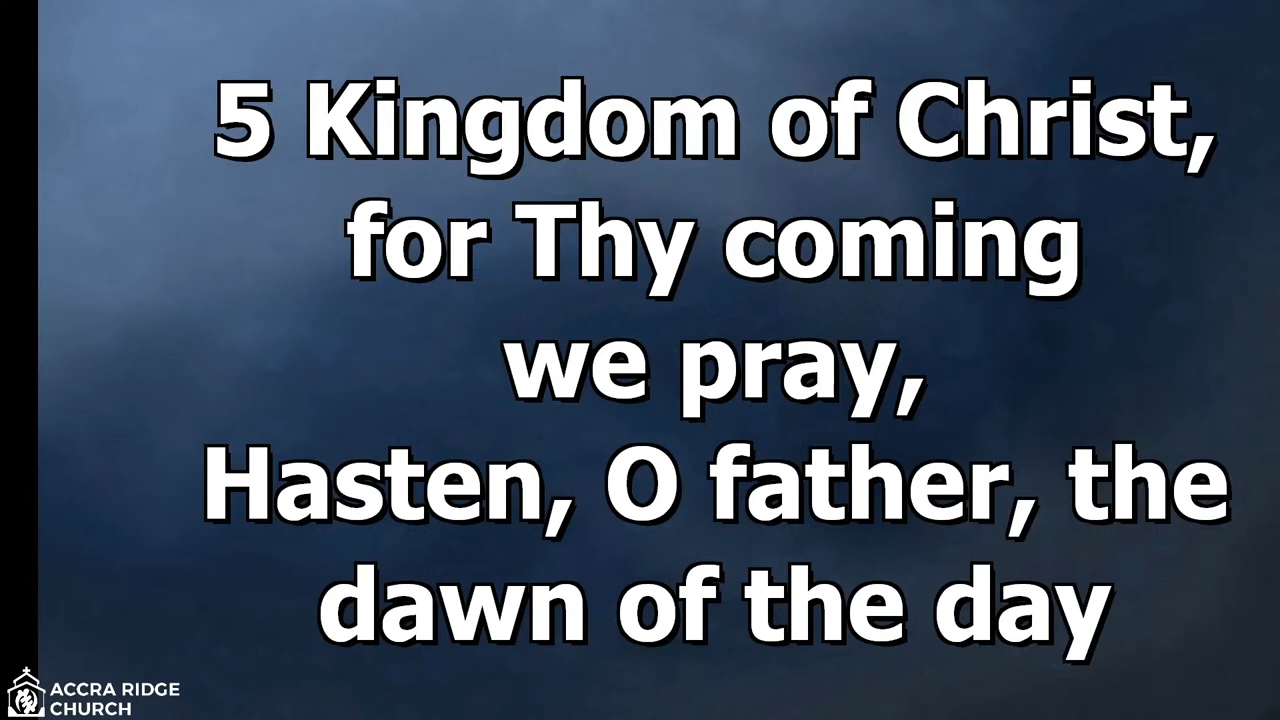 5 Kingdom of Christ,
for Thy coming
we pray,
Hasten, O father, the
dawn of the day
ACCRA RIDGE
CHURCH